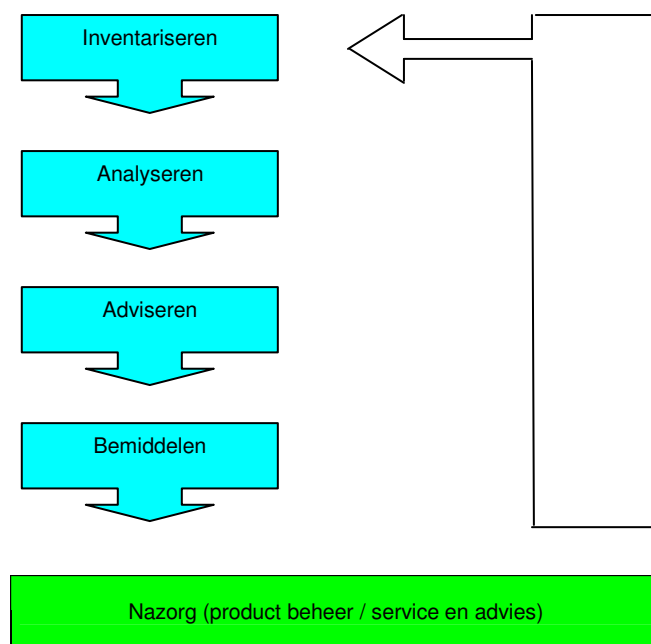 Inventariseren
Analyseren
Adviseren
Bemiddelen
Nazorg (product beheer / service en advies)